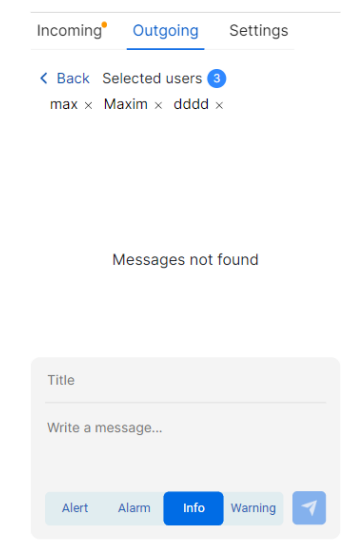 Incoming Outgoing Settings
Back Selected users 3
max × Maxim × dddd ×
Messages not found
Title
Write a message...
Alert Alarm Info Warning